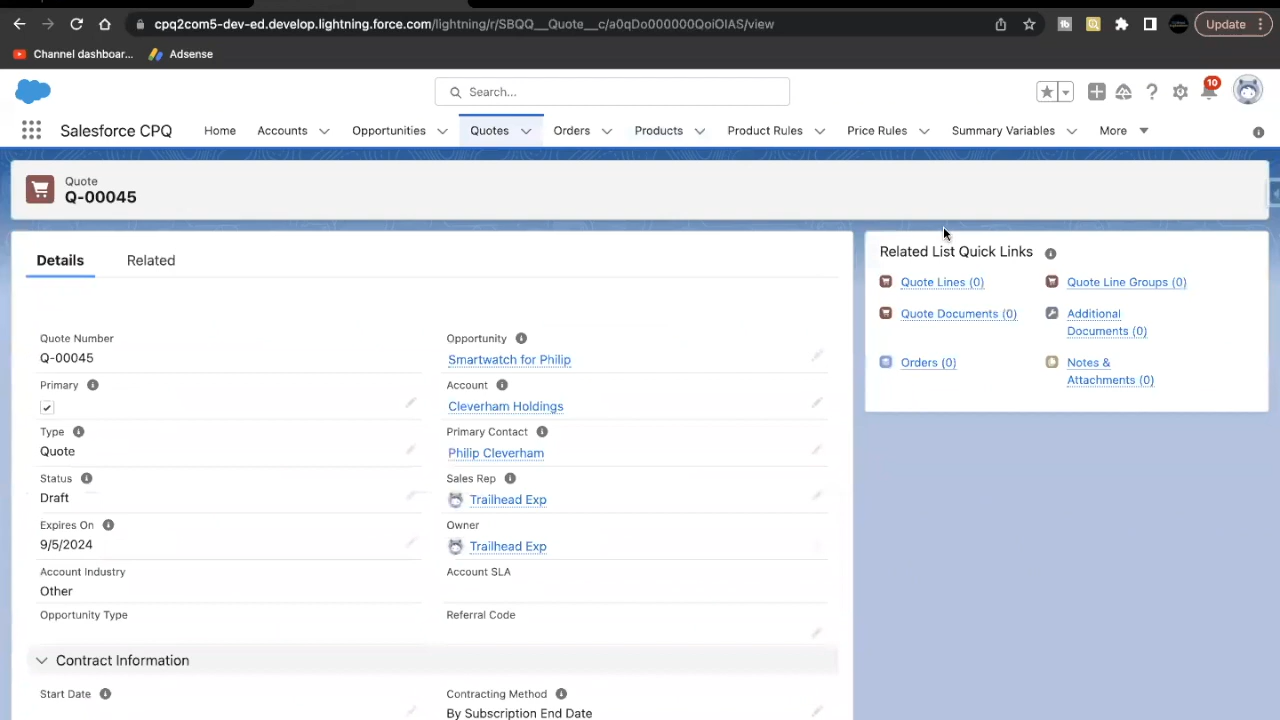 cpq2com5-dev-ed.develop.lightning.force.com/lightning/r/SBQQ__Quote__c/a0qDo000000QoiOIAS/view
Update
Channel dashboar...
Adsense
Search...
10
Salesforce CPQ
Home
Accounts
Opportunities
Quotes
Orders
Products
Product Rules
Price Rules
Summary Variables
More
Quote
Q-00045
Details
Related
Related List Quick Links
Quote Lines (0)
Quote Line Groups (0)
Quote Documents (0)
Additional
Documents (0)
Orders (0)
Notes &
Attachments (0)
Quote Number
Q-00045
Opportunity
Smartwatch for Philip
Primary
Account
Cleverham Holdings
Type
Quote
Primary Contact
Philip Cleverham
Status
Draft
Sales Rep
Trailhead Exp
Expires On
9/5/2024
Owner
Trailhead Exp
Account Industry
Other
Account SLA
Opportunity Type
Referral Code
Contract Information
Start Date
Contracting Method
By Subscription End Date